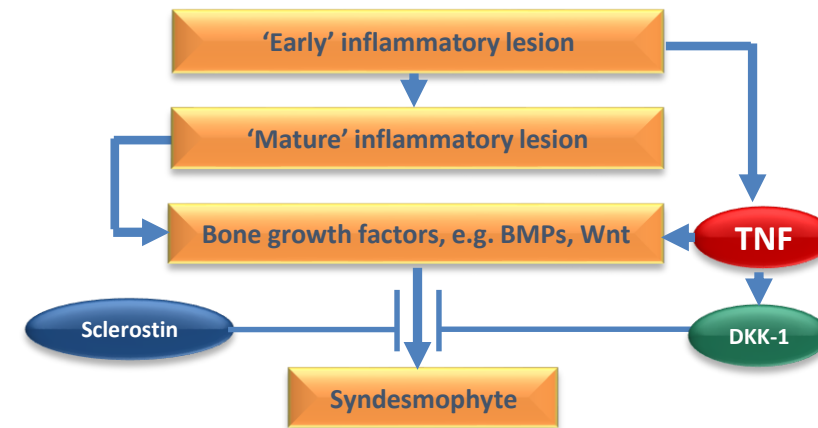 ‘Early’ inflammatory lesion
‘Mature’ inflammatory lesion
Bone growth factors, e.g. BMPs, Wnt
TNF
Sclerostin
DKK-1
Syndesmophyte